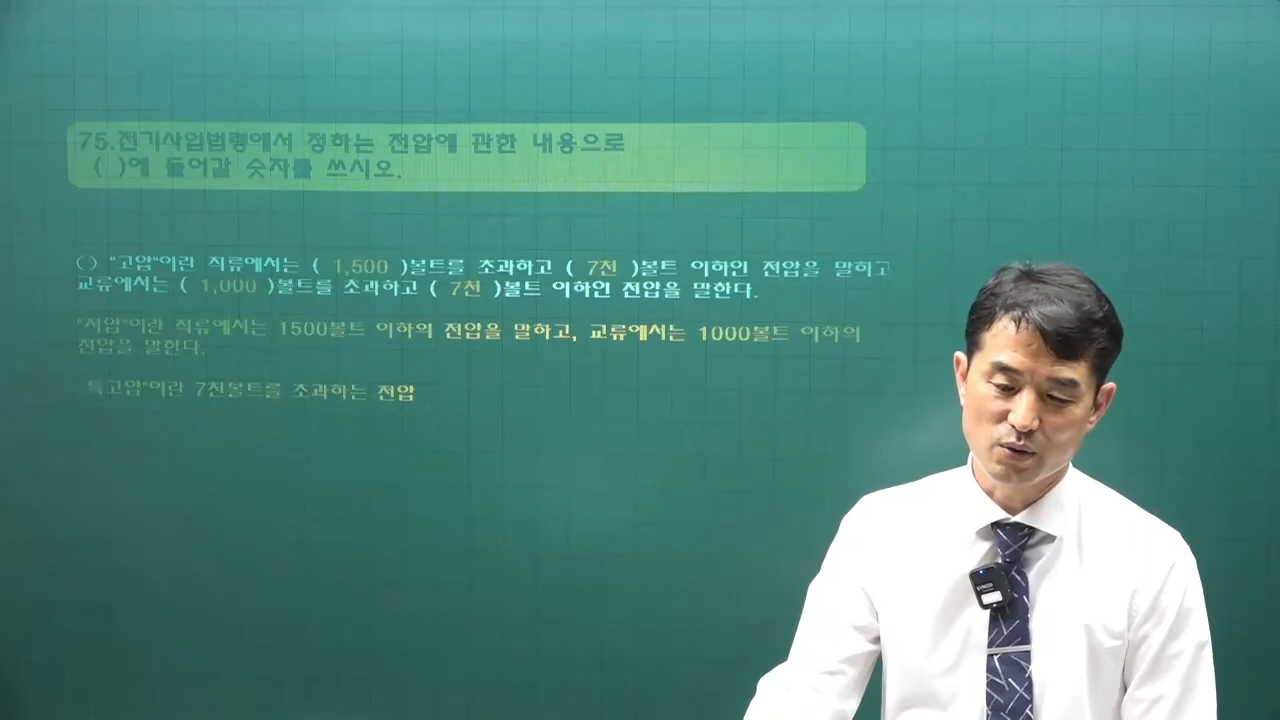 75.전기사업법령에서 정하는 전압에 관한 내용으로
( )에 들어갈 숫자를 쓰시오.
○ "고압"이란 직류에서는 ( 1,500 )볼트를 초과하고 ( 7천 )볼트 이하인 전압을 말하고
교류에서는 ( 1,000 )볼트를 초과하고 ( 7천 )볼트 이하인 전압을 말한다.
"저압"이란 직류에서는 1500볼트 이하의 전압을 말하고, 교류에서는 1000볼트 이하의
전압을 말한다.
특고압"이란 7천볼트를 초과하는 전압